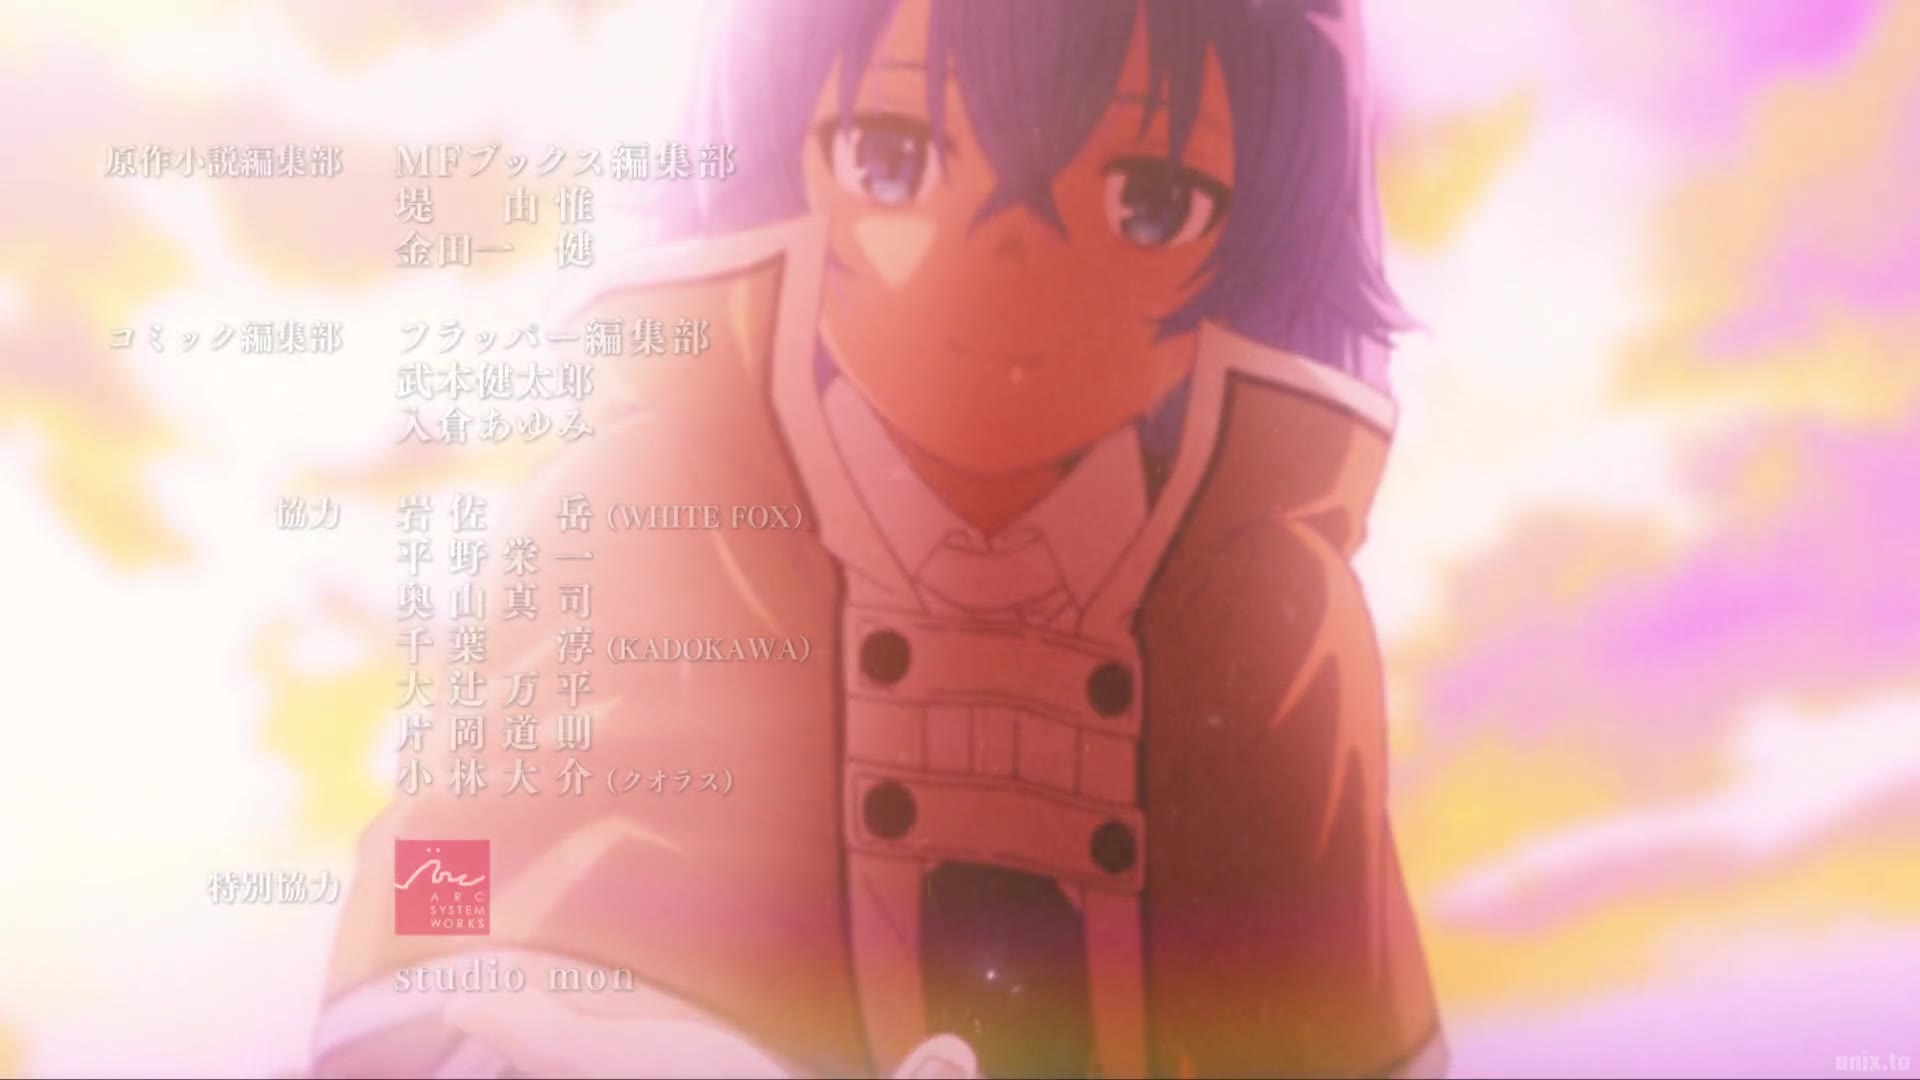 原作小説編集部 MFブックス編集部
堤 由惟
金田一 健
コミック編集部 フラッパー編集部
武本健太郎
入倉あゆみ
協力 岩佐 岳(WHITE FOX)
平野栄一
奥山真司
千葉 淳(KADOKAWA)
大辻万平
片岡道則
小林大介(クオラス)
特別協力
ARC
SYSTEM
WORKS
studio mon
unix.to